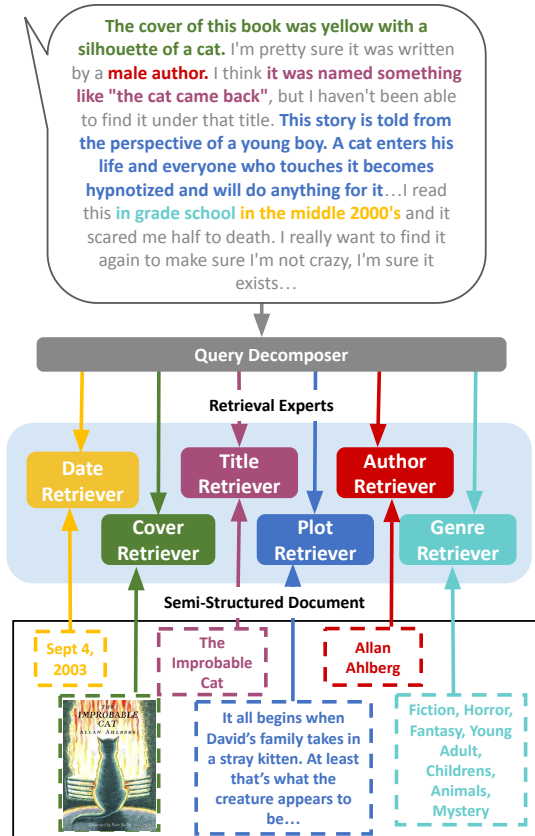 The cover of this book was yellow with a
silhouette of a cat. I'm pretty sure it was written
by a male author. I think it was named something
like "the cat came back", but I haven't been able
to find it under that title. This story is told from
the perspective of a young boy. A cat enters his
life and everyone who touches it becomes
hypnotized and will do anything for it…I read
this in grade school in the middle 2000's and it
scared me half to death. I really want to find it
again to make sure I'm not crazy, I'm sure it
exists…
Query Decomposer
Retrieval Experts
Date
Retriever
Title
Retriever
Author
Retriever
Cover
Retriever
Plot
Retriever
Genre
Retriever
Semi-Structured Document
Sept 4,
2003
The
Improbable
Cat
Allan
Ahlberg
THE
IMPROBABLE
CAT
ALLAN AHLBERG
It all begins when
David's family takes in
a stray kitten. At least
that's what the
creature appears to
be…
Fiction, Horror,
Fantasy, Young
Adult,
Childrens,
Animals,
Mystery